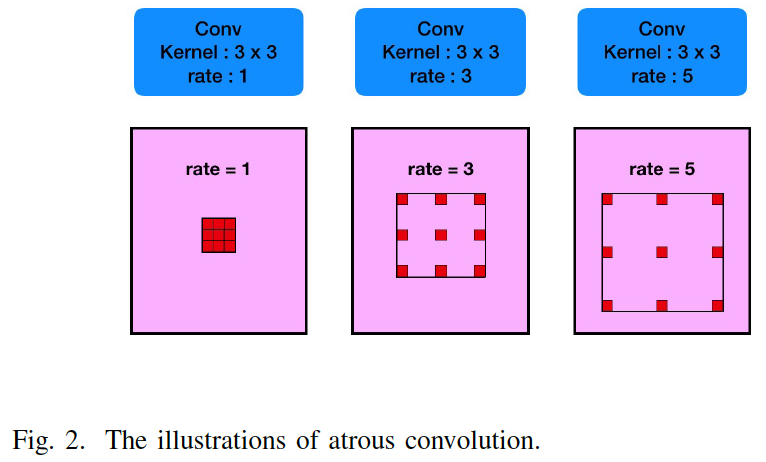 Conv
Kernel : 3 x 3
rate : 1
Conv
Kernel : 3 x 3
rate : 3
Conv
Kernel : 3 x 3
rate : 5
rate = 1
rate = 3
rate = 5
Fig. 2. The illustrations of atrous convolution.